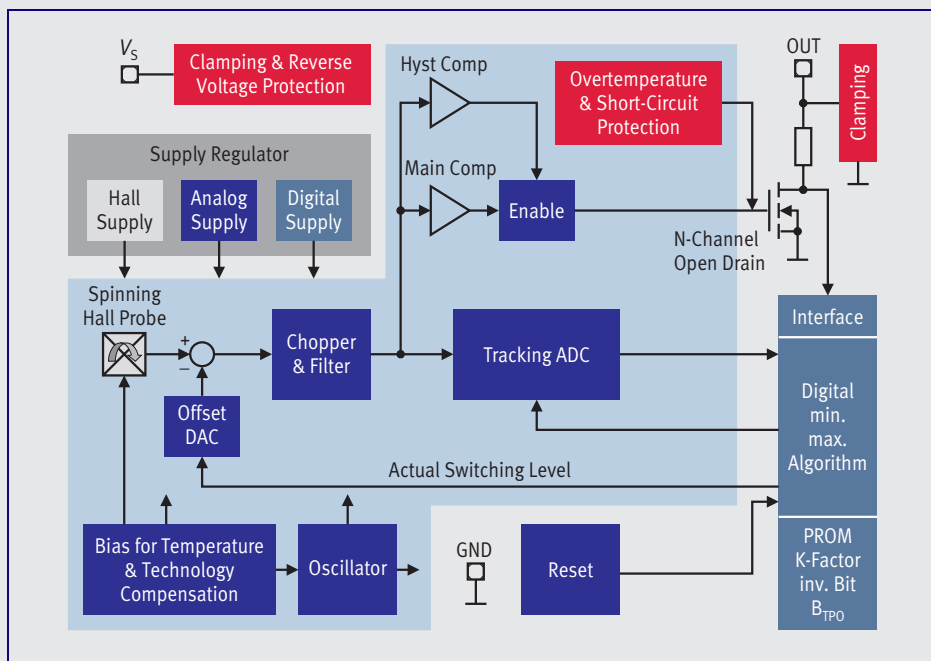 V_S
Clamping & Reverse
Voltage Protection
Hyst Comp
Overtemperature
& Short-Circuit
Protection
OUT
Clamping
Supply Regulator
Hall
Supply
Analog
Supply
Digital
Supply
Main Comp
Enable
N-Channel
Open Drain
Spinning
Hall Probe
+
–
Chopper
& Filter
Tracking ADC
Interface
Digital
min.
max.
Algorithm
Offset
DAC
Actual Switching Level
Bias for Temperature
& Technology
Compensation
Oscillator
GND
Reset
PROM
K-Factor
inv. Bit
B_TPO